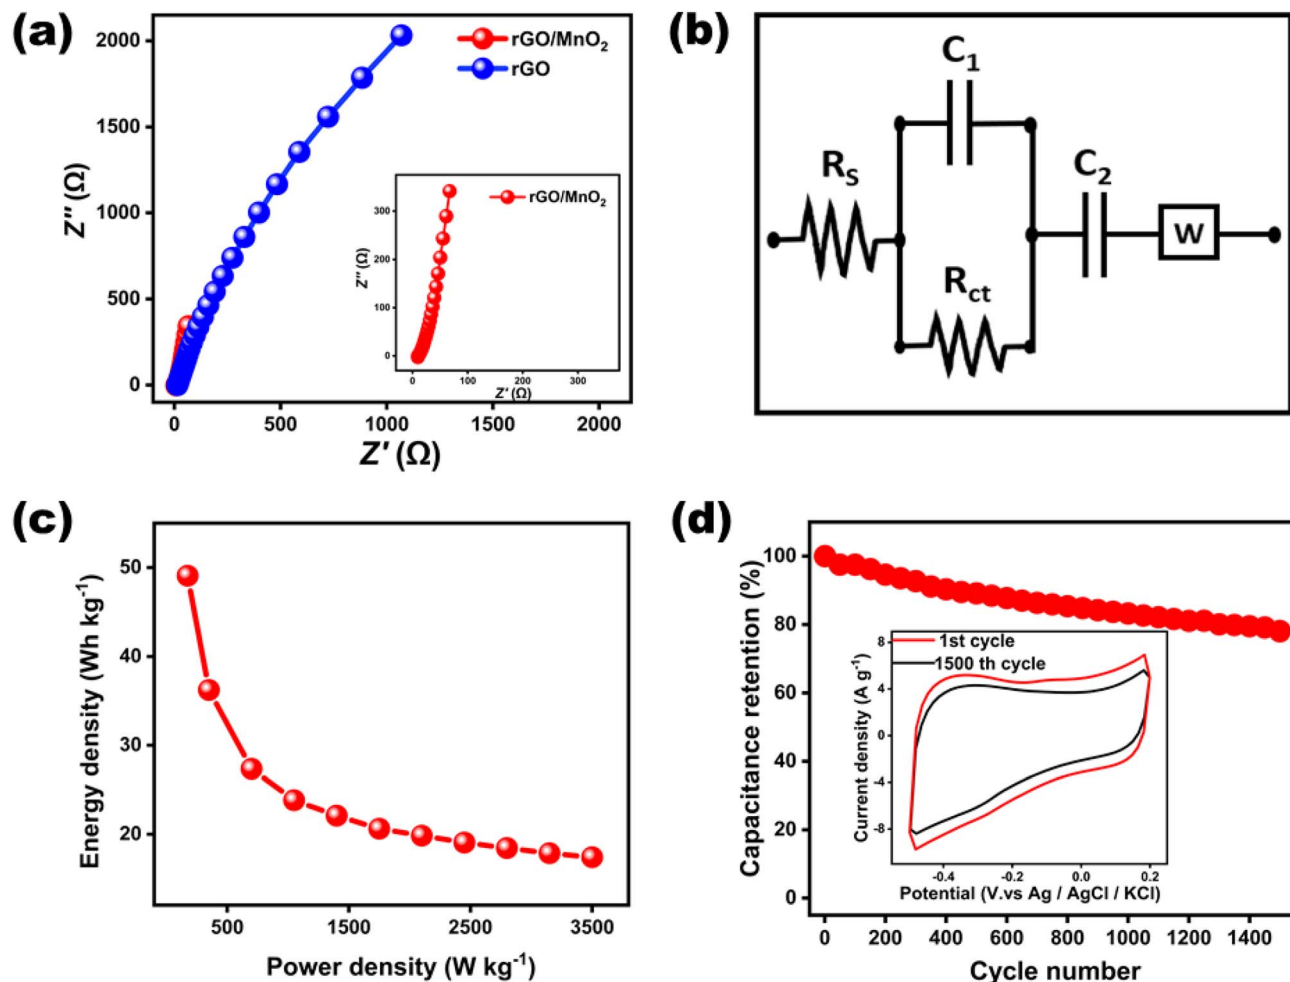 (a)
2000
1500
1000
500
0
Z'' (Ω)
rGO/MnO₂
rGO
0 500 1000 1500 2000
Z' (Ω)
300
200
100
0
Z'' (Ω)
rGO/MnO₂
0 100 200 300
Z' (Ω)
(b)
C₁
R_S
C₂
W
R_ct
(c)
50
40
30
20
Energy density (Wh kg⁻¹)
500 1500 2500 3500
Power density (W kg⁻¹)
(d)
100
80
60
40
20
0
Capacitance retention (%)
8
4
0
-4
-8
Current density (A g⁻¹)
1st cycle
1500 th cycle
-0.4 -0.2 0.0 0.2
Potential (V.vs Ag / AgCl / KCl)
0 200 400 600 800 1000 1200 1400
Cycle number